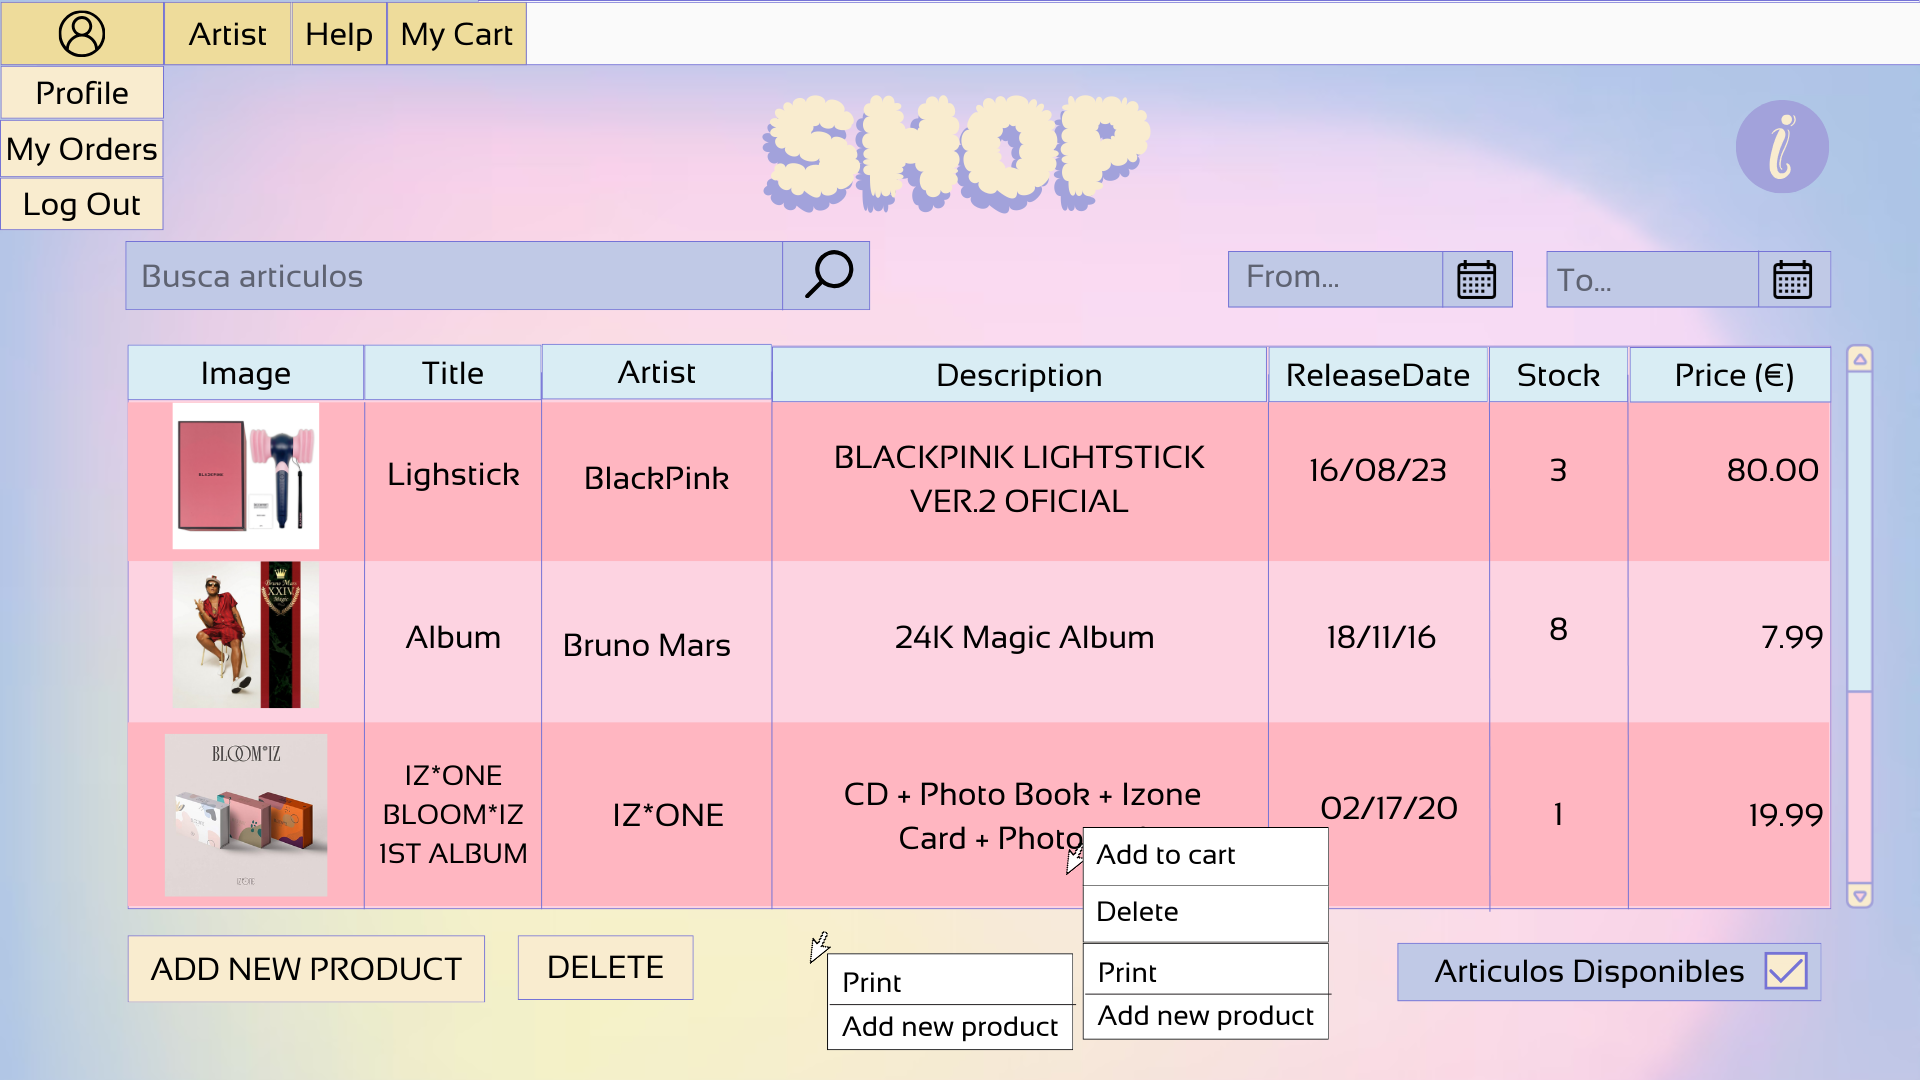 Artist Help My Cart
Profile
My Orders
Log Out
SHOP
i
Busca articulos
From...
To...
Image Title Artist Description ReleaseDate Stock Price (€)
Lighstick BlackPink BLACKPINK LIGHTSTICK
VER.2 OFICIAL 16/08/23 3 80.00
Bruno Mars
XXIV
Magic
Album Bruno Mars 24K Magic Album 18/11/16 8 7.99
BLOOM*IZ
IZ*ONE
BLOOM*IZ
1ST ALBUM
IZ*ONE
CD + Photo Book + Izone
Card + Photo
02/17/20 1 19.99
Add to cart
Delete
Print
Add new product
ADD NEW PRODUCT
DELETE
Print
Add new product
Articulos Disponibles